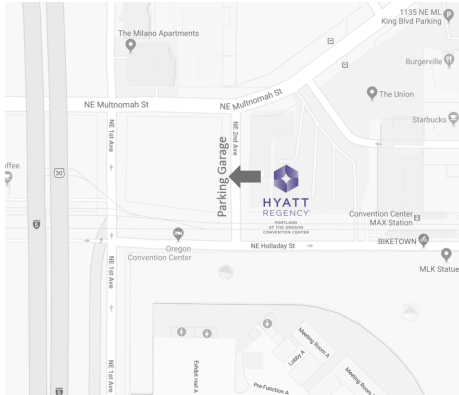 1135 NE ML
King Blvd Parking
The Milano Apartments
Burgerville
NE Multnomah St
NE Multnomah St
The Union
Starbucks
NE 1st Ave
NE 2nd Ave
Parking Garage
offee
30
HYATT
REGENCY
PORTLAND
AT THE OREGON
CONVENTION CENTER
Convention Center
MAX Station
5
Oregon
Convention Center
NE Holladay St
BIKETOWN
MLK Statue
NE 1st Ave
NE 1st Ave
Exhibit Hall A
Lobby A
Meeting Room A
Meeting Room A
Pre-Function A
5